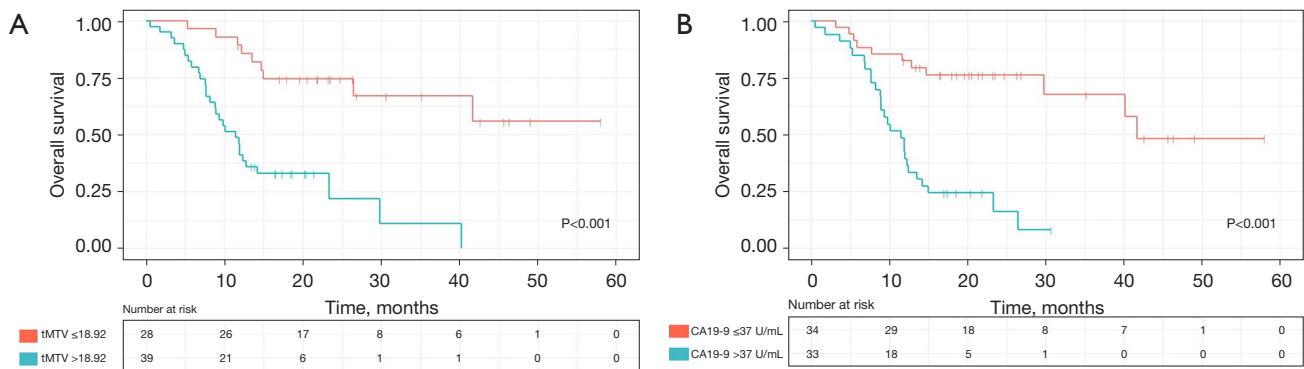 A
1.00
0.75
0.50
0.25
0.00
Overall survival
P<0.001
0 10 20 30 40 50 60
Time, months
Number at risk
tMTV ≤18.92 28 26 17 8 6 1 0
tMTV >18.92 39 21 6 1 1 0 0
B
1.00
0.75
0.50
0.25
0.00
Overall survival
P<0.001
0 10 20 30 40 50 60
Time, months
Number at risk
CA19-9 ≤37 U/mL 34 29 18 8 7 1 0
CA19-9 >37 U/mL 33 18 5 1 0 0 0